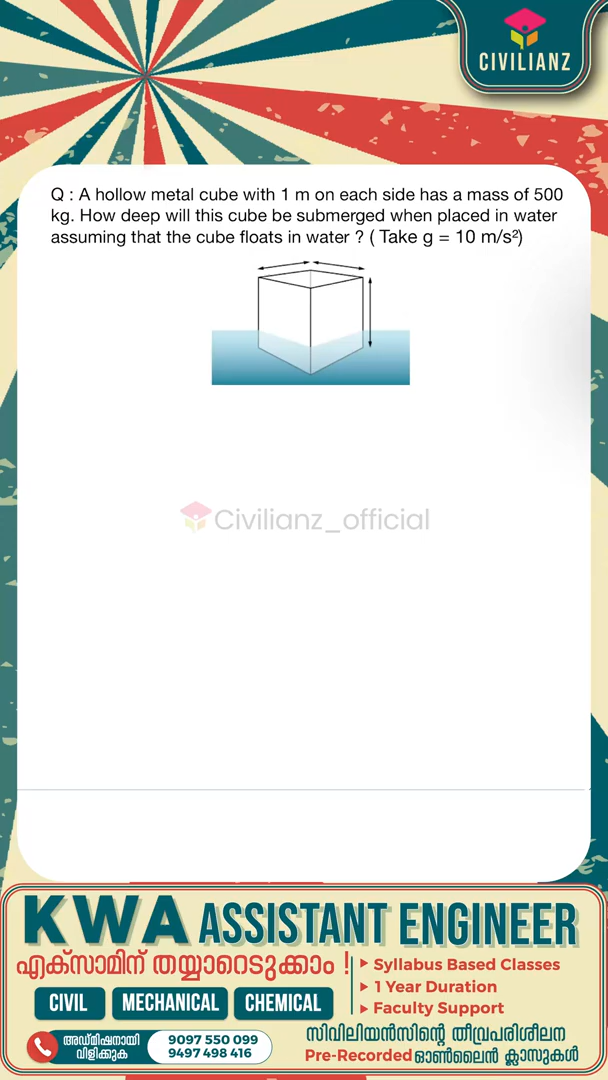 CIVILIANZ
Q : A hollow metal cube with 1 m on each side has a mass of 500
kg. How deep will this cube be submerged when placed in water
assuming that the cube floats in water ? ( Take g = 10 m/s²)
Civilianz_official
KWA ASSISTANT ENGINEER
എക്സാമിന് തയ്യാറെടുക്കാം !
CIVIL MECHANICAL CHEMICAL
Syllabus Based Classes
1 Year Duration
Faculty Support
അഡ്മിഷനായി
വിളിക്കുക
9097 550 099
9497 498 416
സിവിലിയൻസിന്റെ തീവ്രപരിശീലന
Pre-Recorded ഓൺലൈൻ ക്ലാസുകൾ